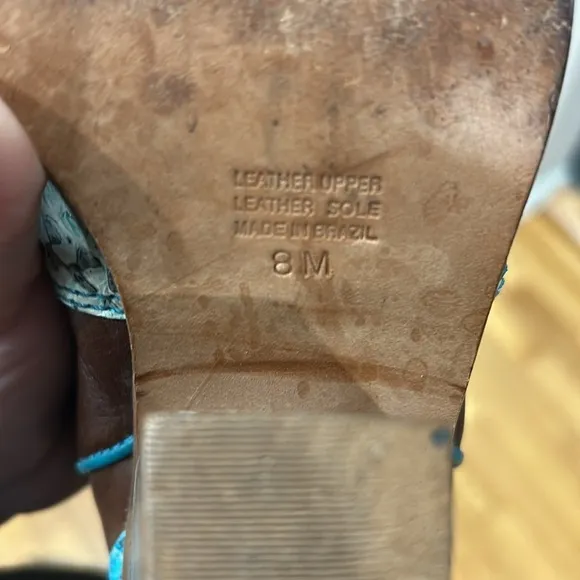 LEATHER UPPER
LEATHER SOLE
MADE IN BRAZIL
8 M